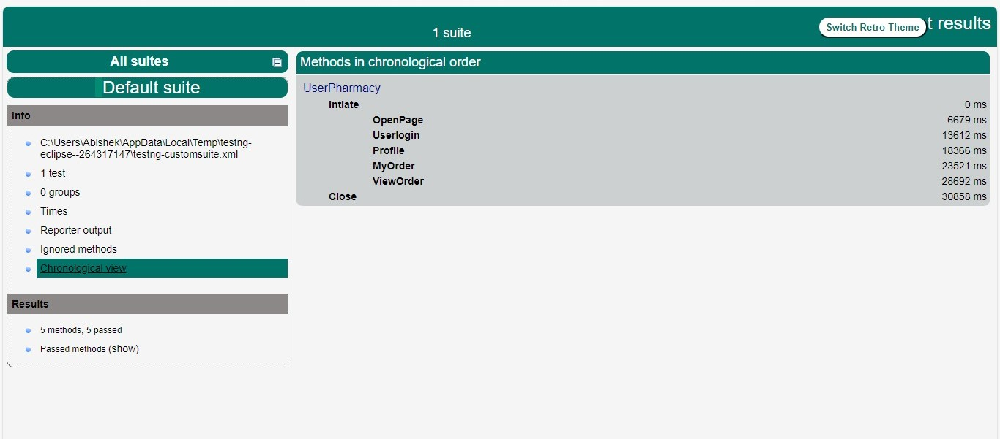 1 suite
Switch Retro Theme
t results
All suites
Default suite
Info
C:\Users\Abishek\AppData\Local\Temp\testng-
eclipse--264317147\testng-customsuite.xml
1 test
0 groups
Times
Reporter output
Ignored methods
Chronological view
Results
5 methods, 5 passed
Passed methods (show)
Methods in chronological order
UserPharmacy
intiate 0 ms
OpenPage 6679 ms
Userlogin 13612 ms
Profile 18366 ms
MyOrder 23521 ms
ViewOrder 28692 ms
Close 30858 ms